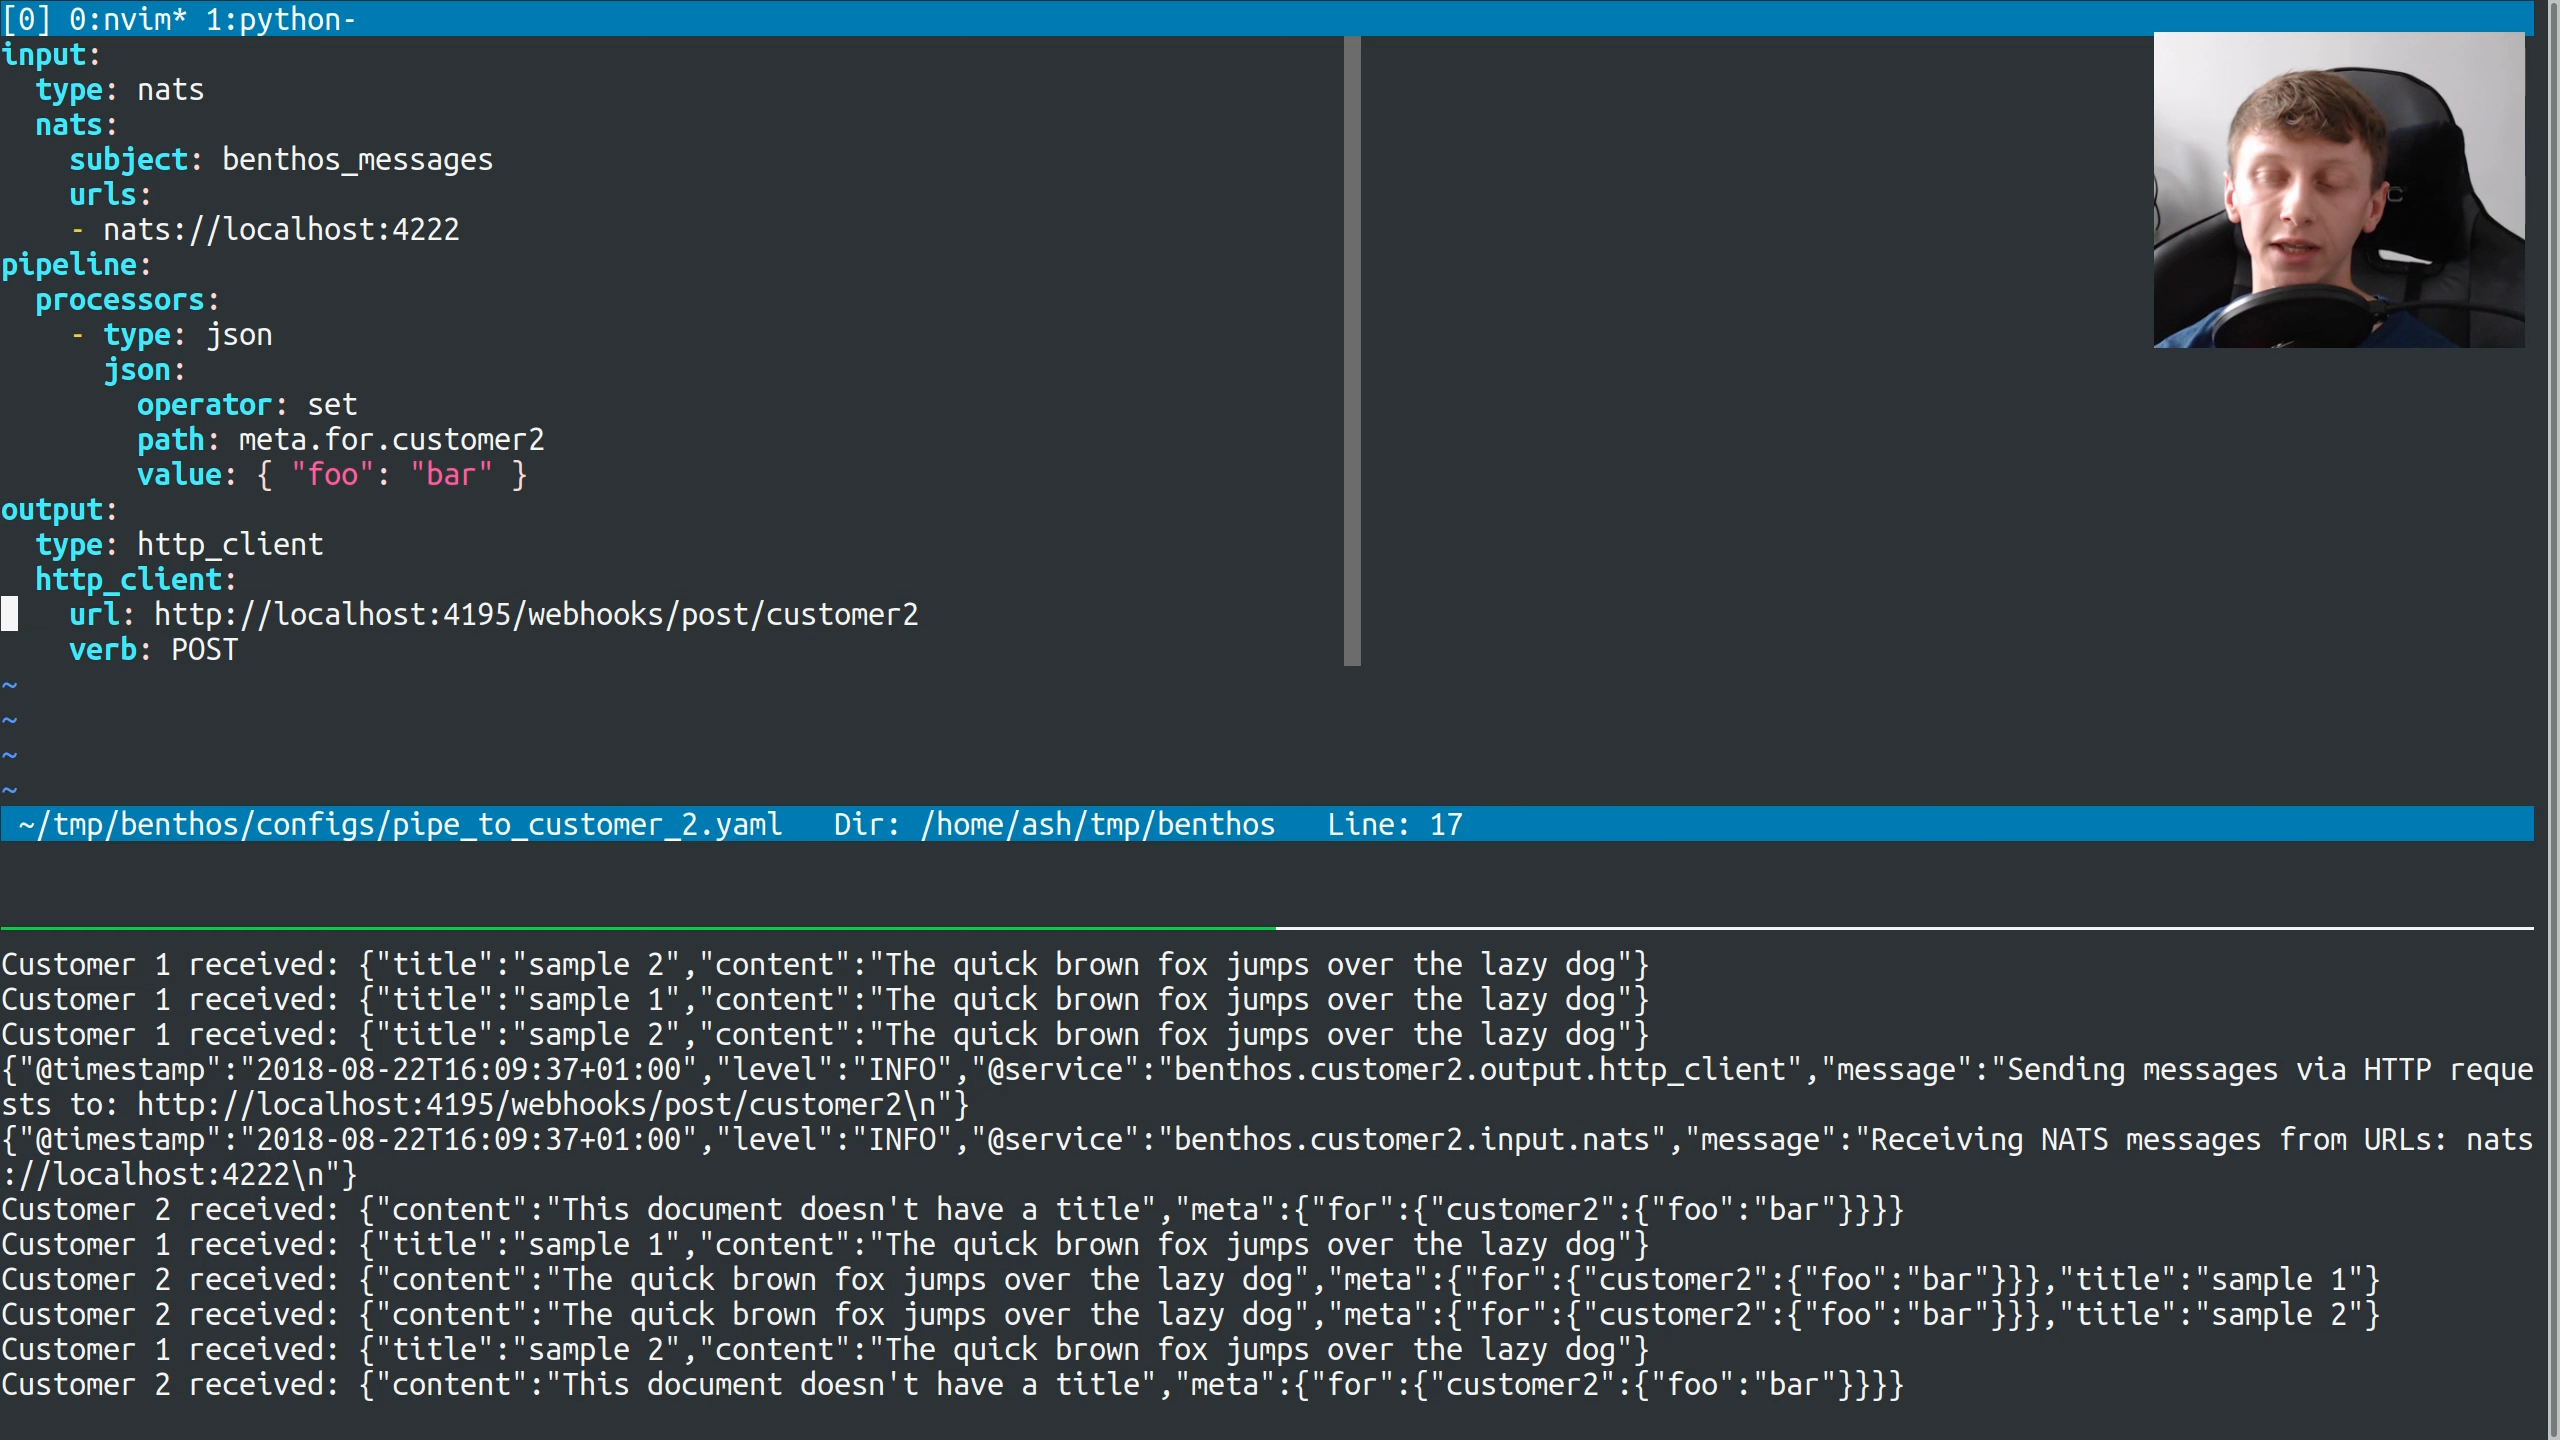 [0] 0:nvim* 1:python-
input:
  type: nats
  nats:
    subject: benthos_messages
    urls:
    - nats://localhost:4222
pipeline:
  processors:
    - type: json
      json:
        operator: set
        path: meta.for.customer2
        value: { "foo": "bar" }
output:
  type: http_client
  http_client:
    url: http://localhost:4195/webhooks/post/customer2
    verb: POST
~
~
~
~
~/tmp/benthos/configs/pipe_to_customer_2.yaml   Dir: /home/ash/tmp/benthos   Line: 17
Customer 1 received: {"title":"sample 2","content":"The quick brown fox jumps over the lazy dog"}
Customer 1 received: {"title":"sample 1","content":"The quick brown fox jumps over the lazy dog"}
Customer 1 received: {"title":"sample 2","content":"The quick brown fox jumps over the lazy dog"}
{"@timestamp":"2018-08-22T16:09:37+01:00","level":"INFO","@service":"benthos.customer2.output.http_client","message":"Sending messages via HTTP reque
sts to: http://localhost:4195/webhooks/post/customer2\n"}
{"@timestamp":"2018-08-22T16:09:37+01:00","level":"INFO","@service":"benthos.customer2.input.nats","message":"Receiving NATS messages from URLs: nats
://localhost:4222\n"}
Customer 2 received: {"content":"This document doesn't have a title","meta":{"for":{"customer2":{"foo":"bar"}}}}
Customer 1 received: {"title":"sample 1","content":"The quick brown fox jumps over the lazy dog"}
Customer 2 received: {"content":"The quick brown fox jumps over the lazy dog","meta":{"for":{"customer2":{"foo":"bar"}}},"title":"sample 1"}
Customer 2 received: {"content":"The quick brown fox jumps over the lazy dog","meta":{"for":{"customer2":{"foo":"bar"}}},"title":"sample 2"}
Customer 1 received: {"title":"sample 2","content":"The quick brown fox jumps over the lazy dog"}
Customer 2 received: {"content":"This document doesn't have a title","meta":{"for":{"customer2":{"foo":"bar"}}}}